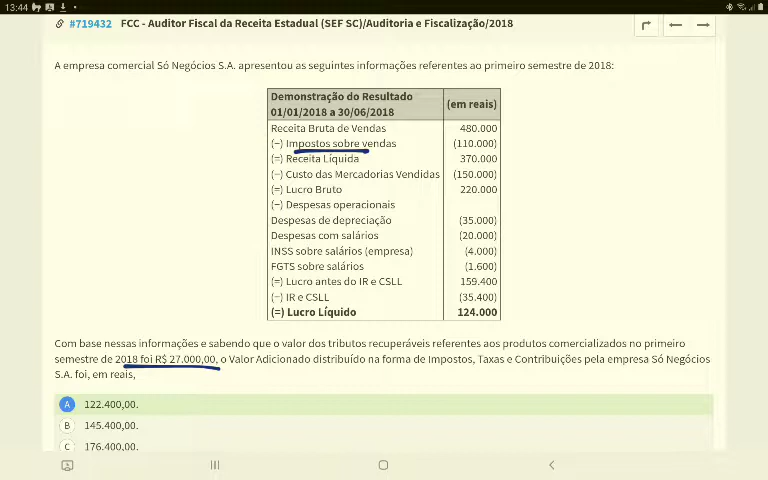 13:44
#719432 FCC - Auditor Fiscal da Receita Estadual (SEF SC)/Auditoria e Fiscalização/2018
A empresa comercial Só Negócios S.A. apresentou as seguintes informações referentes ao primeiro semestre de 2018:
Demonstração do Resultado (em reais)
01/01/2018 a 30/06/2018
Receita Bruta de Vendas 480.000
(−) Impostos sobre vendas (110.000)
(=) Receita Líquida 370.000
(−) Custo das Mercadorias Vendidas (150.000)
(=) Lucro Bruto 220.000
(−) Despesas operacionais
Despesas de depreciação (35.000)
Despesas com salários (20.000)
INSS sobre salários (empresa) (4.000)
FGTS sobre salários (1.600)
(=) Lucro antes do IR e CSLL 159.400
(−) IR e CSLL (35.400)
(=) Lucro Líquido 124.000
Com base nessas informações e sabendo que o valor dos tributos recuperáveis referentes aos produtos comercializados no primeiro
semestre de 2018 foi R$ 27.000,00, o Valor Adicionado distribuído na forma de Impostos, Taxas e Contribuições pela empresa Só Negócios
S.A. foi, em reais,
A 122.400,00.
B 145.400,00.
C 176.400,00.